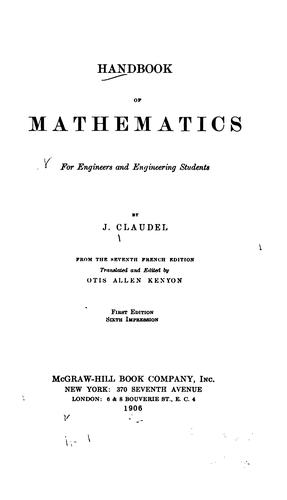 HANDBOOK
OF
MATHEMATICS
For Engineers and Engineering Students
BY
J. CLAUDEL
FROM THE SEVENTH FRENCH EDITION
Translated and Edited by
OTIS ALLEN KENYON
First Edition
Sixth Impression
McGRAW-HILL BOOK COMPANY, Inc.
NEW YORK: 370 SEVENTH AVENUE
LONDON: 6 & 8 BOUVERIE ST., E. C. 4
1906